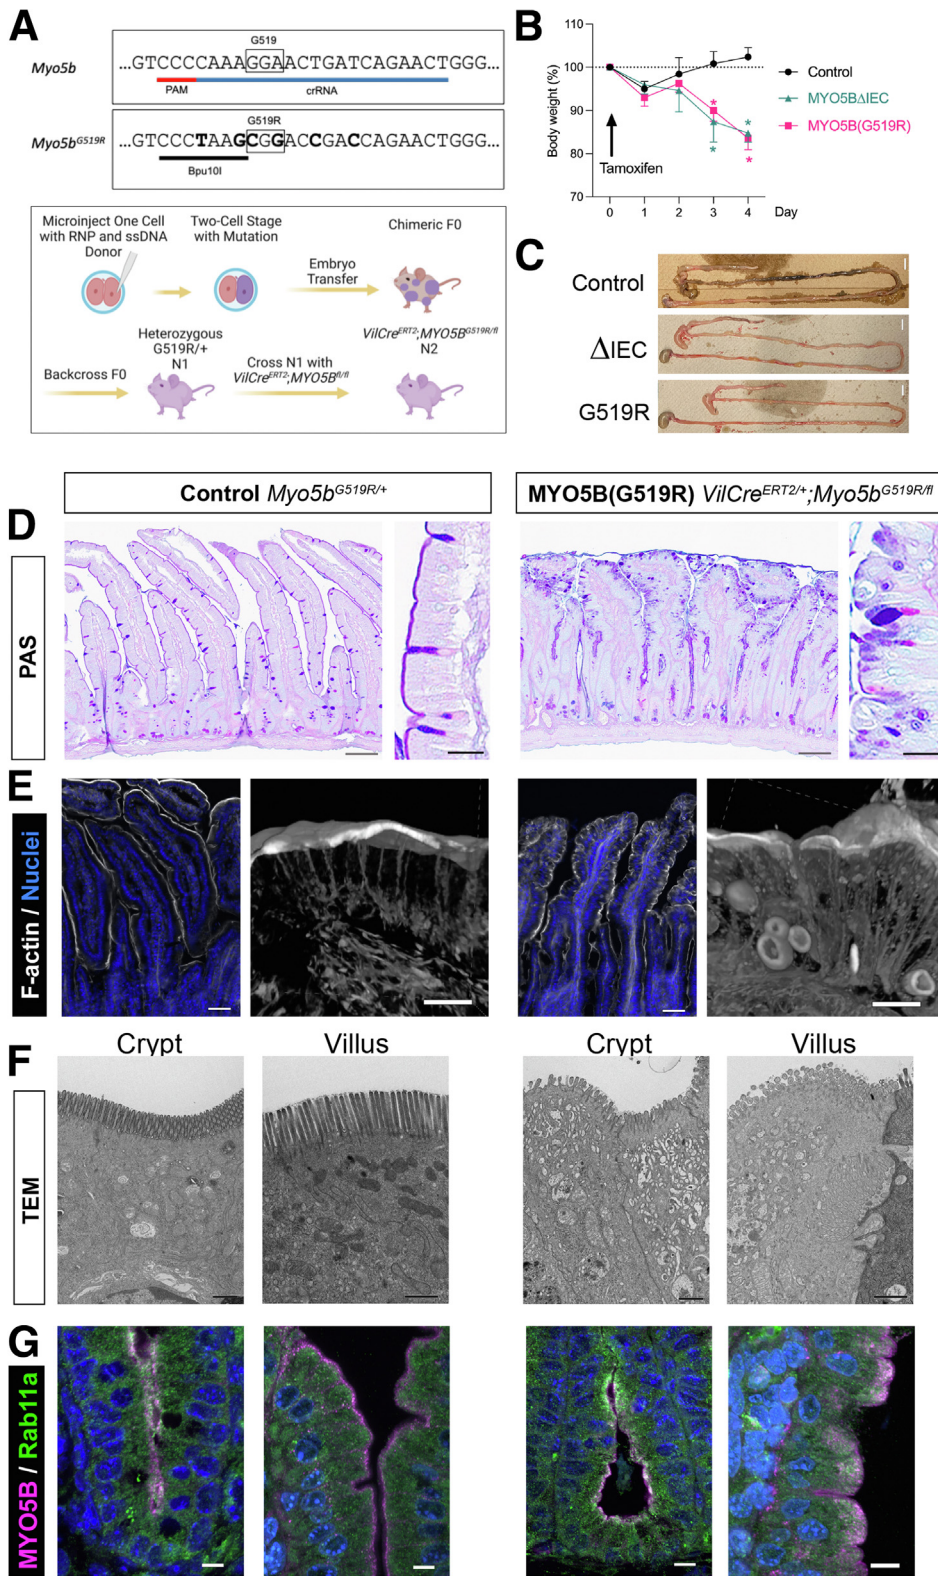 A
G519
Myo5b ...GTCCCCAAAGGAACTGATCAGAACTGGG...
PAM crRNA
G519R
Myo5bG519R ...GTCCCTAAGCGGACCGACCAGAACTGGG...
Bpu10I
Microinject One Cell
with RNP and ssDNA
Donor
Two-Cell Stage
with Mutation
Chimeric F0
Embryo
Transfer
Heterozygous
G519R/+
N1
VilCreERT2;MYO5BG519R/fl
N2
Backcross F0
Cross N1 with
VilCreERT2;MYO5Bfl/fl
B
Body weight (%)
110
100
90
80
70
Tamoxifen
0 1 2 3 4 Day
Control
MYO5BΔIEC
MYO5B(G519R)
* * * *
C
Control
ΔIEC
G519R
Control Myo5bG519R/+
MYO5B(G519R) VilCreERT2/+;Myo5bG519R/fl
D
PAS
E
F-actin / Nuclei
F
Crypt Villus Crypt Villus
TEM
G
MYO5B / Rab11a